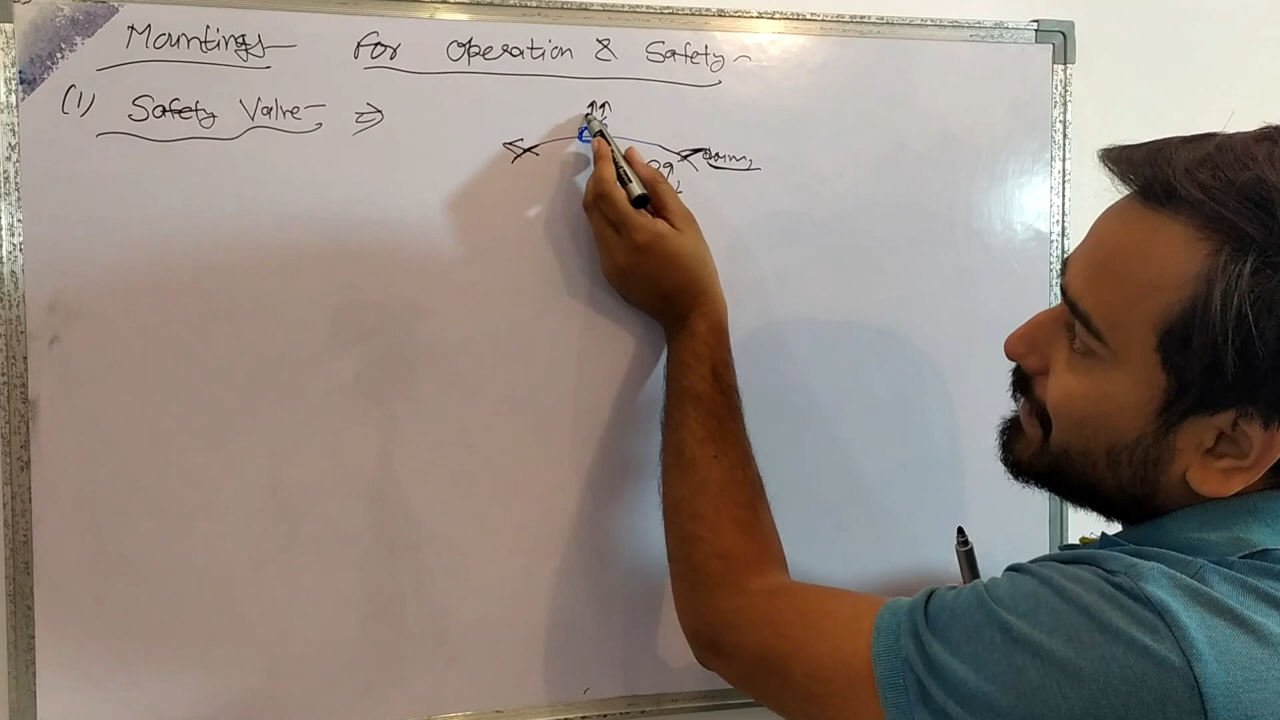 Mountings For Operation & Safety
(1) Safety Valve ⇒